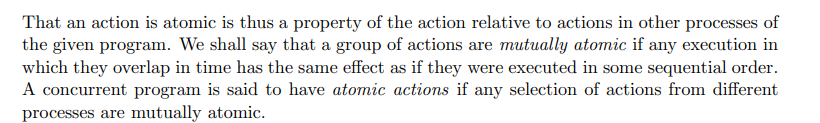 That an action is atomic is thus a property of the action relative to actions in other processes of
the given program. We shall say that a group of actions are mutually atomic if any execution in
which they overlap in time has the same effect as if they were executed in some sequential order.
A concurrent program is said to have atomic actions if any selection of actions from different
processes are mutually atomic.